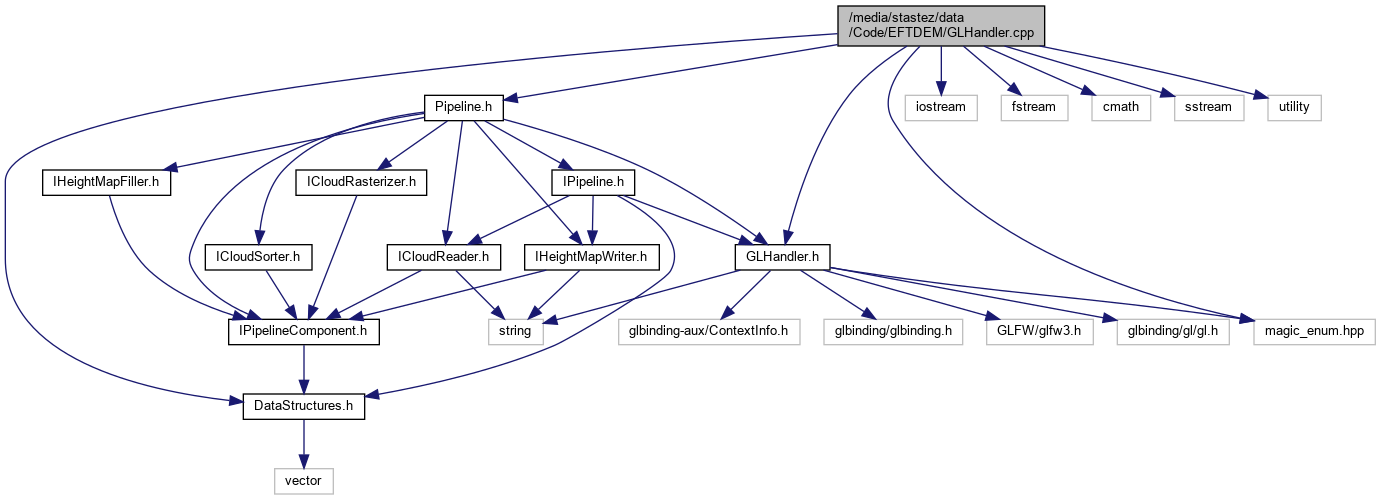 /media/stastez/data
/Code/EFTDEM/GLHandler.cpp
Pipeline.h
iostream
fstream
cmath
sstream
utility
IHeightMapFiller.h
ICloudRasterizer.h
IPipeline.h
ICloudSorter.h
ICloudReader.h
IHeightMapWriter.h
GLHandler.h
IPipelineComponent.h
string
glbinding-aux/ContextInfo.h
glbinding/glbinding.h
GLFW/glfw3.h
glbinding/gl/gl.h
magic_enum.hpp
DataStructures.h
vector